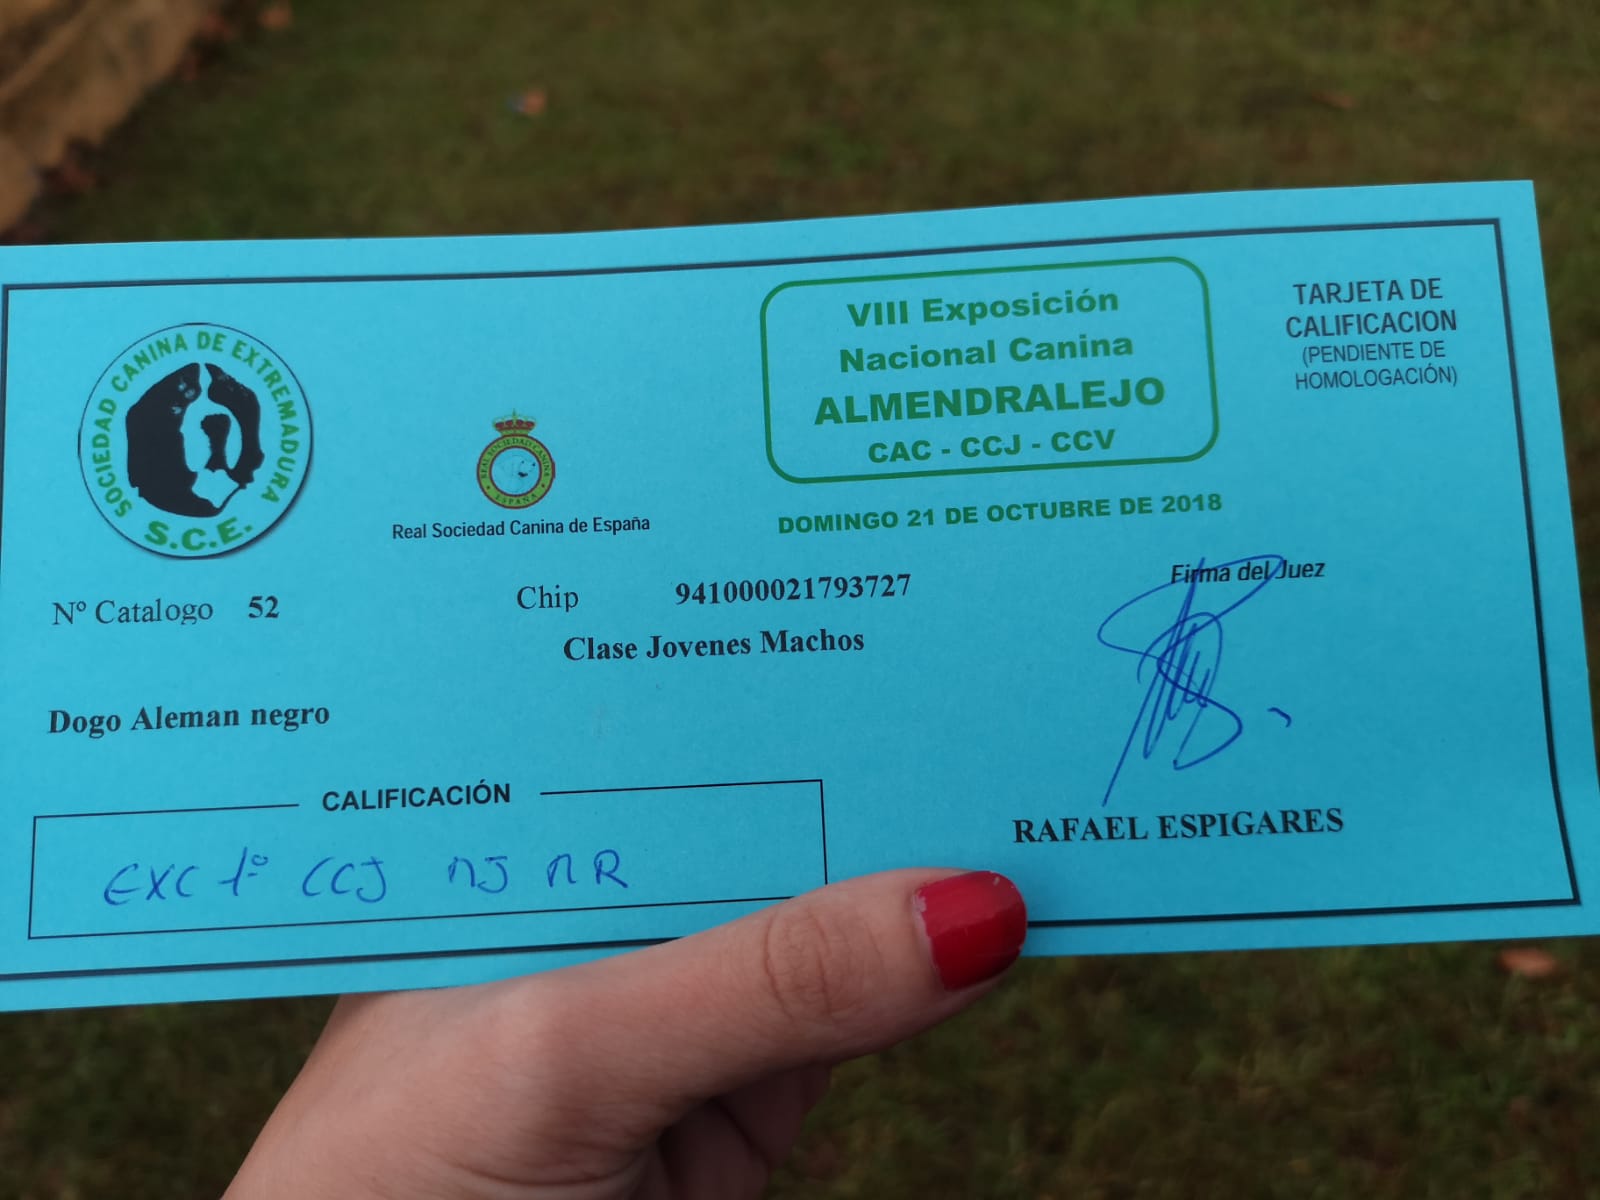 SOCIEDAD CANINA DE EXTREMADURA
S.C.E.
REAL SOCIEDAD CANINA
ESPAÑA
Real Sociedad Canina de España
VIII Exposición
Nacional Canina
ALMENDRALEJO
CAC - CCJ - CCV
DOMINGO 21 DE OCTUBRE DE 2018
TARJETA DE
CALIFICACION
(PENDIENTE DE
HOMOLOGACIÓN)
Nº Catalogo 52
Chip 941000021793727
Firma del Juez
Clase Jovenes Machos
Dogo Aleman negro
CALIFICACIÓN
EXC 1º CCJ MJ MR
RAFAEL ESPIGARES